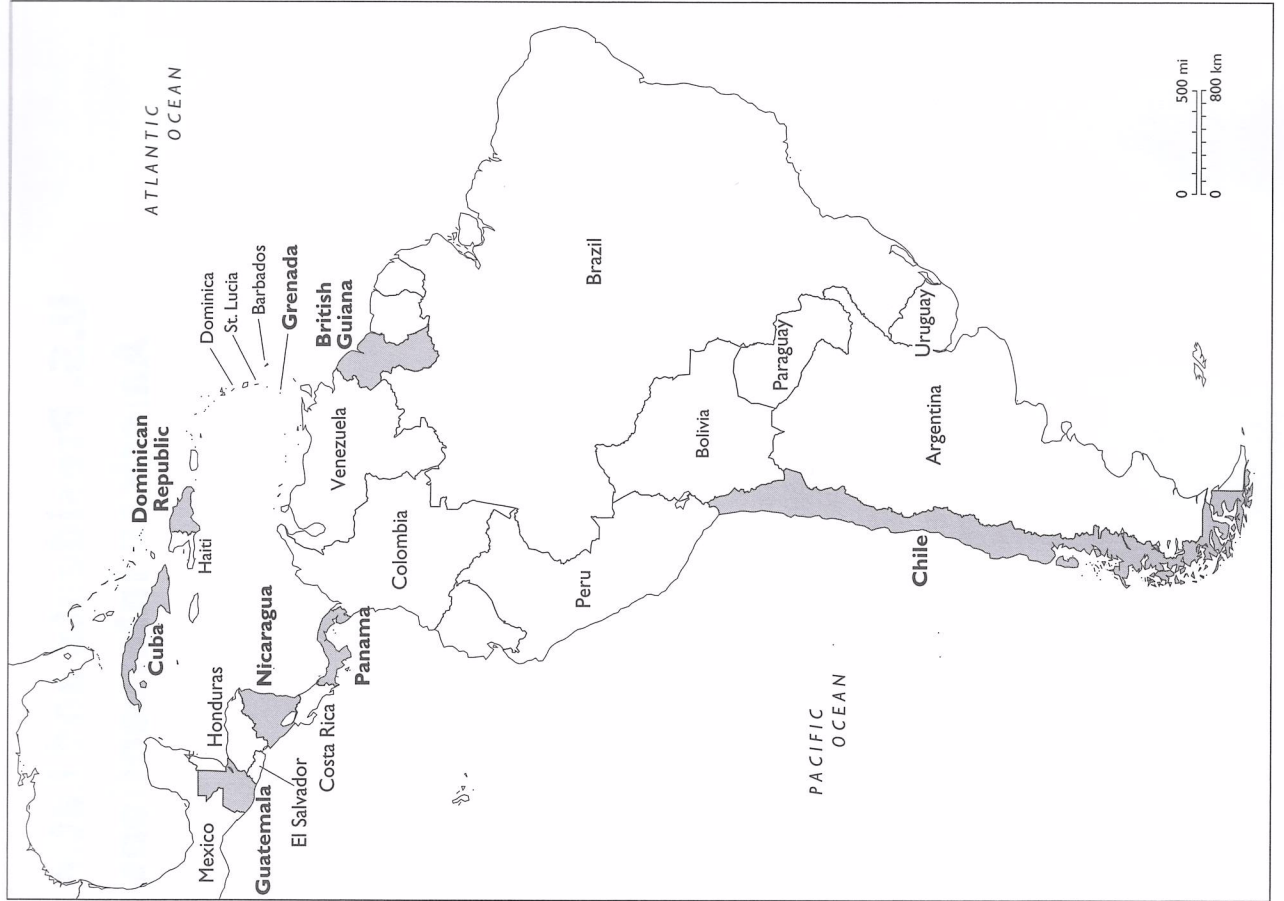 ATLANTIC
OCEAN
Dominican
Republic
Cuba
Haiti
Dominica
St. Lucia
Barbados
Grenada
British
Guiana
Mexico
Honduras
Nicaragua
Guatemala
El Salvador
Costa Rica
Panama
Venezuela
Colombia
Brazil
Peru
Bolivia
Paraguay
Uruguay
Argentina
Chile
PACIFIC
OCEAN
0 500 mi
0 800 km